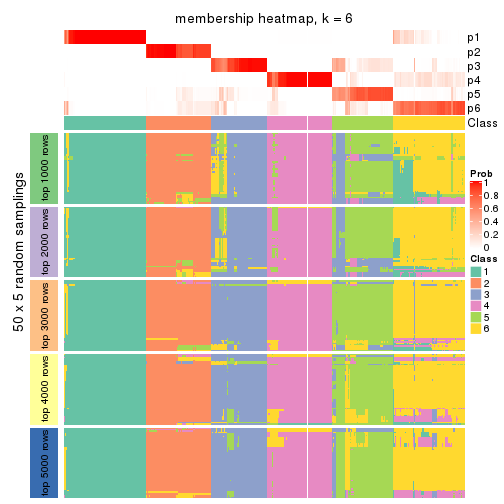 membership heatmap, k = 6
p1
p2
p3
p4
p5
p6
Class
50 x 5 random samplings
top 1000 rows
top 2000 rows
top 3000 rows
top 4000 rows
top 5000 rows
Prob
1
0.8
0.6
0.4
0.2
0
Class
1
2
3
4
5
6